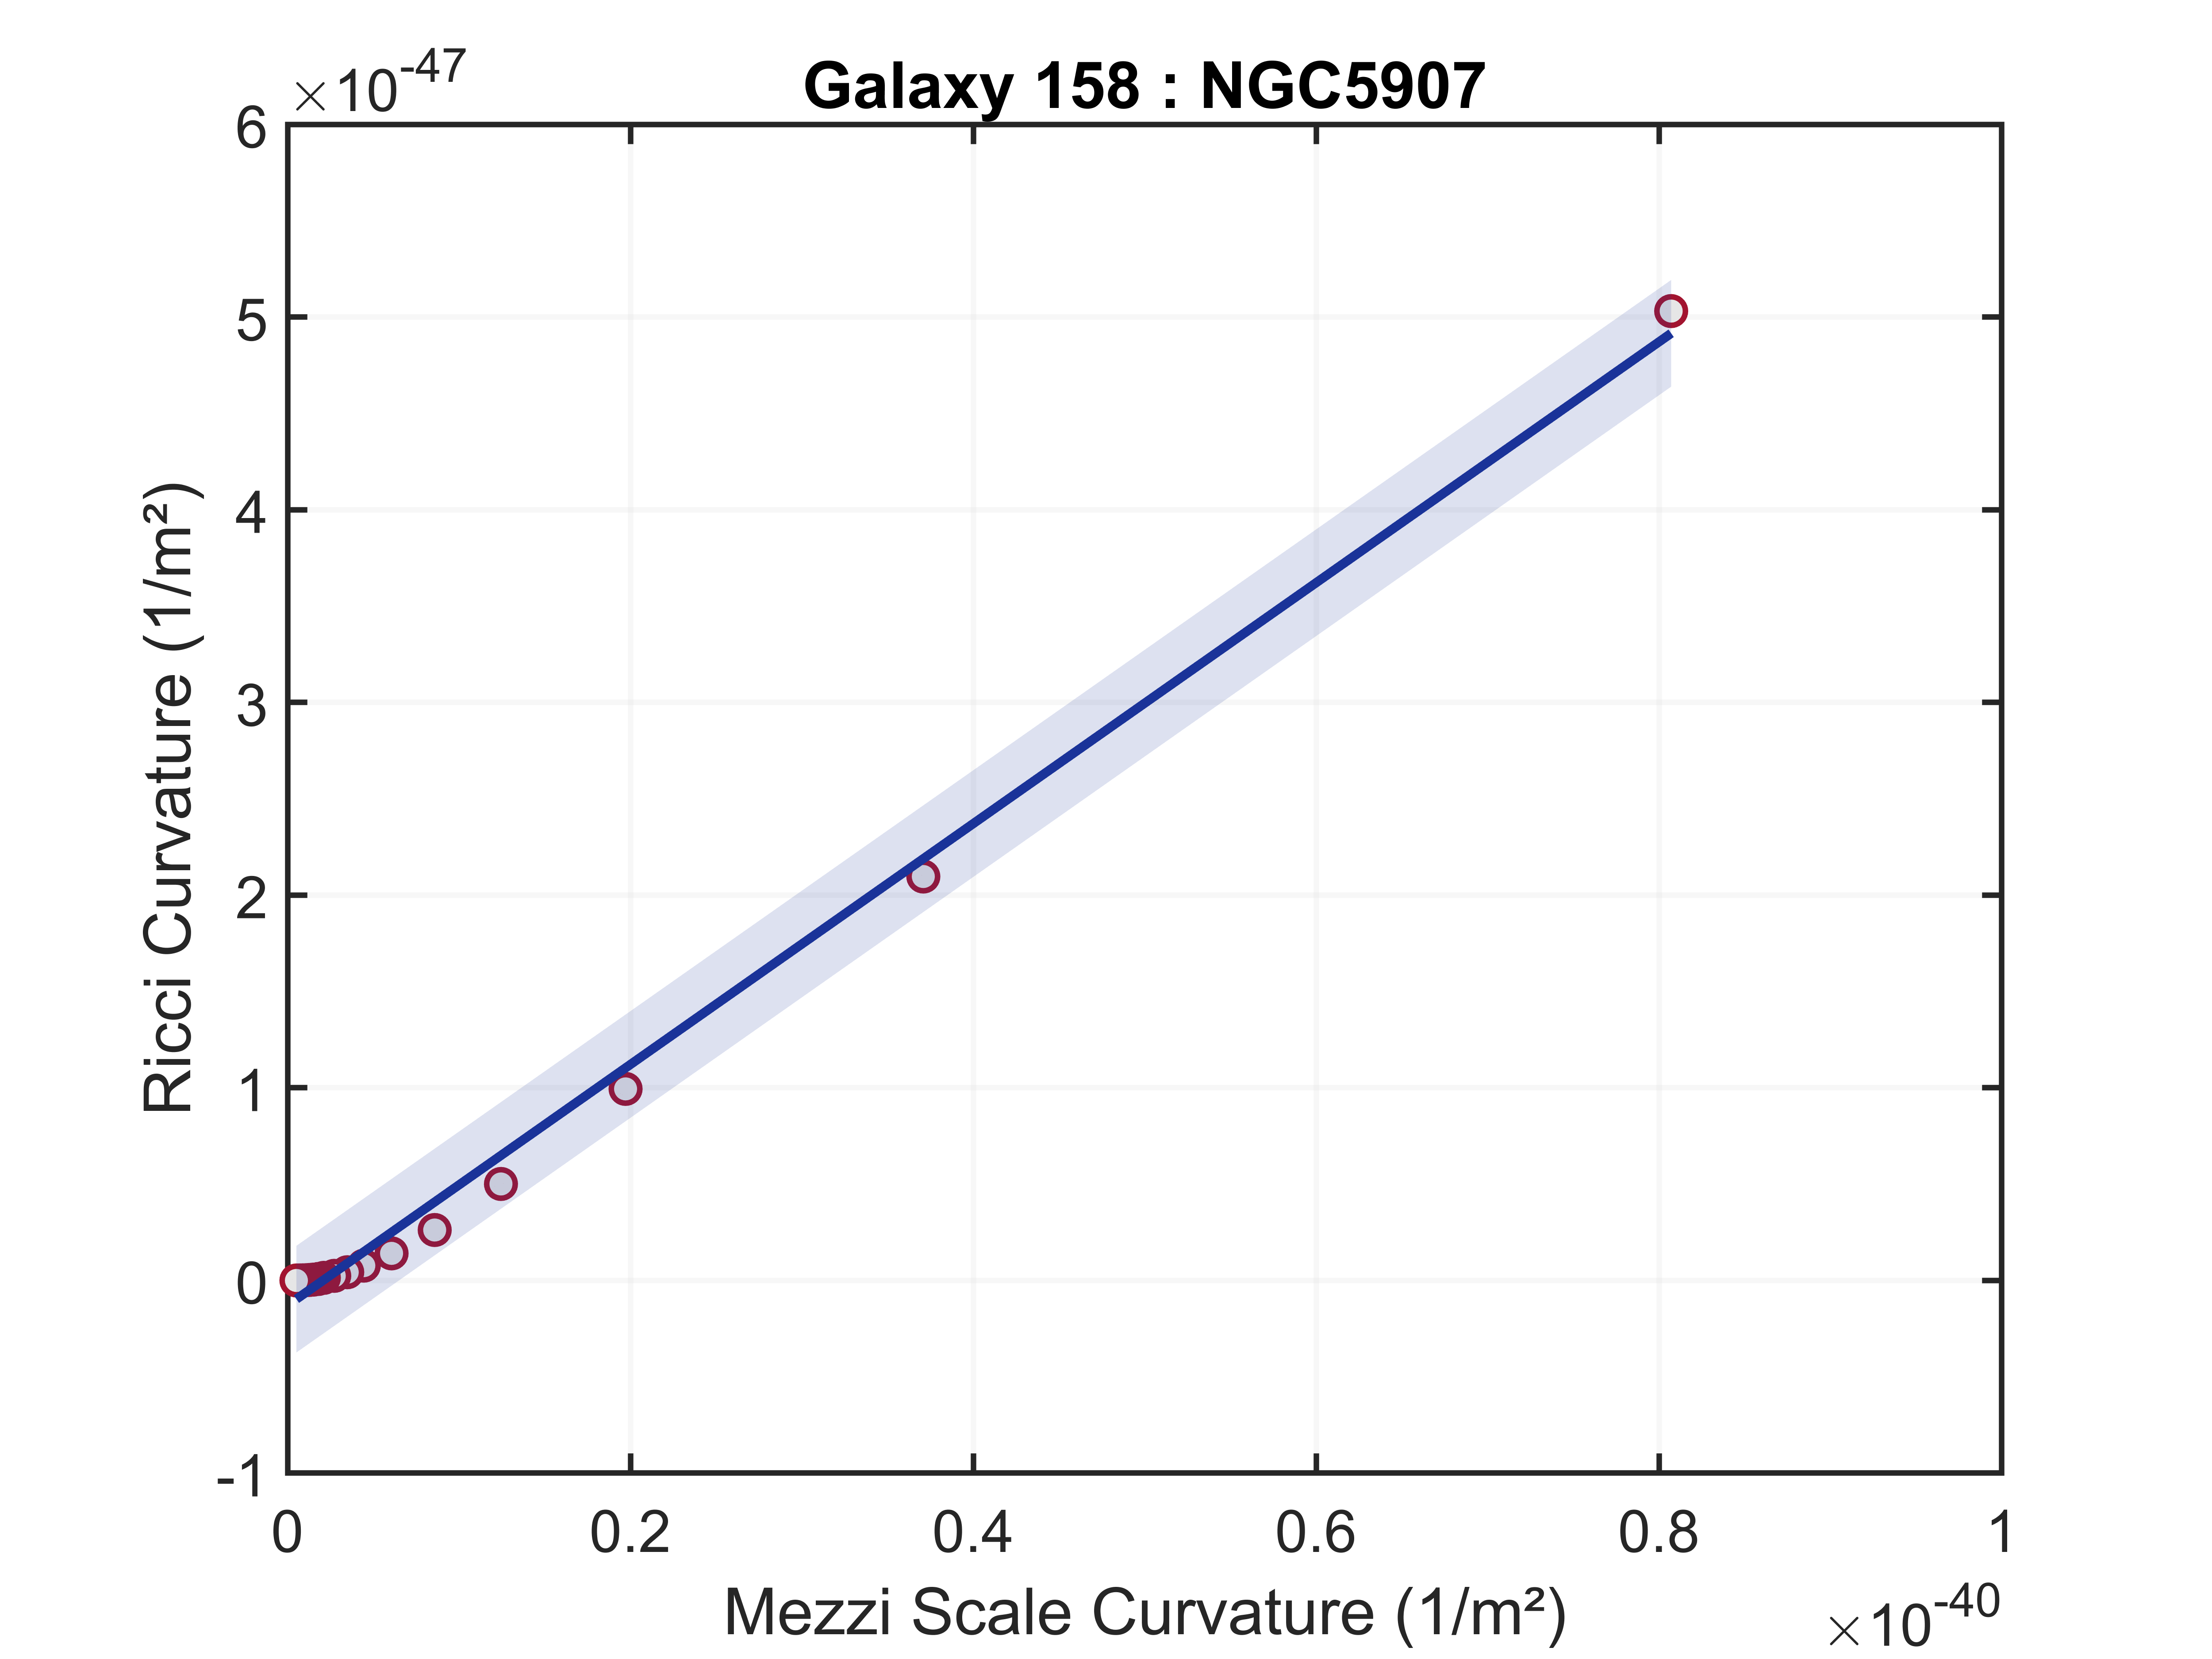 Galaxy 158 : NGC5907
×10-47
6
5
4
3
2
1
0
-1
Ricci Curvature (1/m²)
0 0.2 0.4 0.6 0.8 1
Mezzi Scale Curvature (1/m²)
×10-40